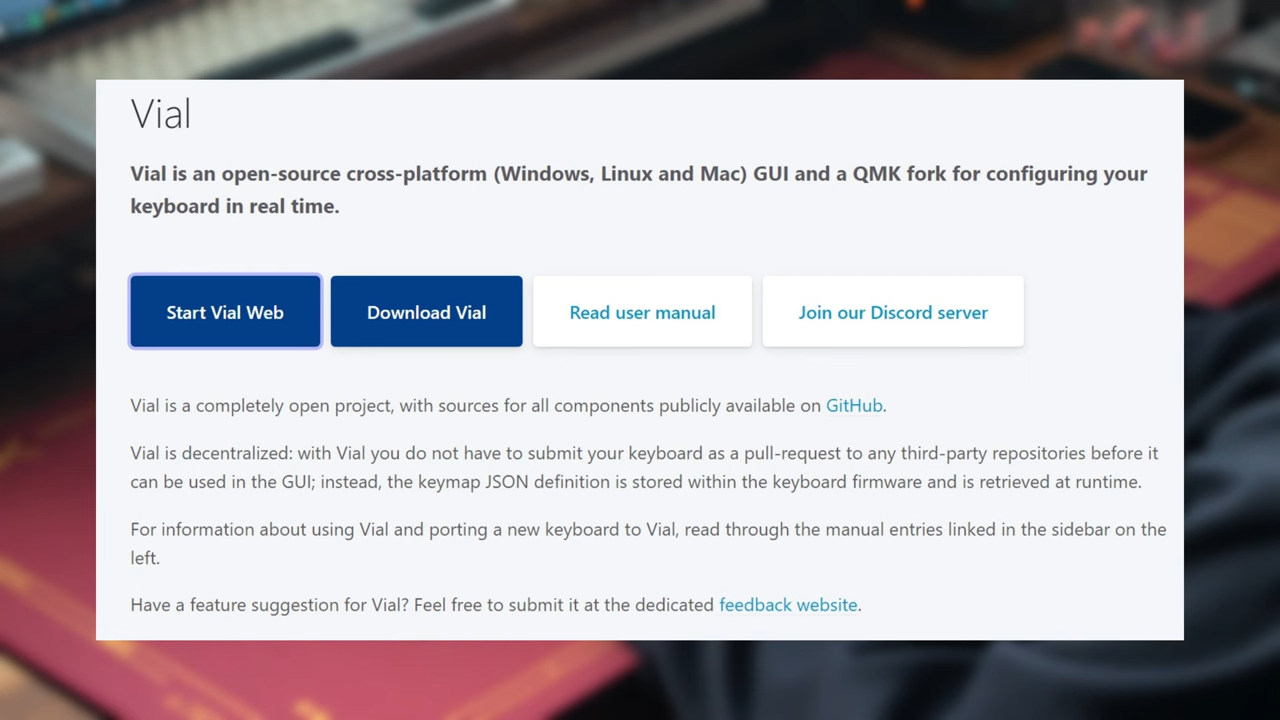 Vial
Vial is an open-source cross-platform (Windows, Linux and Mac) GUI and a QMK fork for configuring your
keyboard in real time.
Start Vial Web
Download Vial
Read user manual
Join our Discord server
Vial is a completely open project, with sources for all components publicly available on GitHub.
Vial is decentralized: with Vial you do not have to submit your keyboard as a pull-request to any third-party repositories before it
can be used in the GUI; instead, the keymap JSON definition is stored within the keyboard firmware and is retrieved at runtime.
For information about using Vial and porting a new keyboard to Vial, read through the manual entries linked in the sidebar on the
left.
Have a feature suggestion for Vial? Feel free to submit it at the dedicated feedback website.